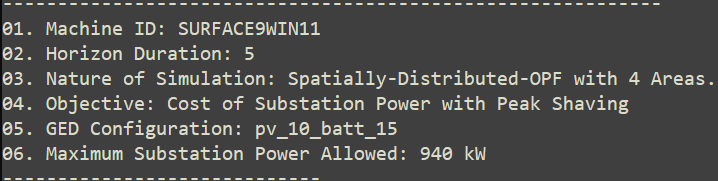 ---------------------------------------------------------------
01. Machine ID: SURFACE9WIN11
02. Horizon Duration: 5
03. Nature of Simulation: Spatially-Distributed-OPF with 4 Areas.
04. Objective: Cost of Substation Power with Peak Shaving
05. GED Configuration: pv_10_batt_15
06. Maximum Substation Power Allowed: 940 kW
------------------------------